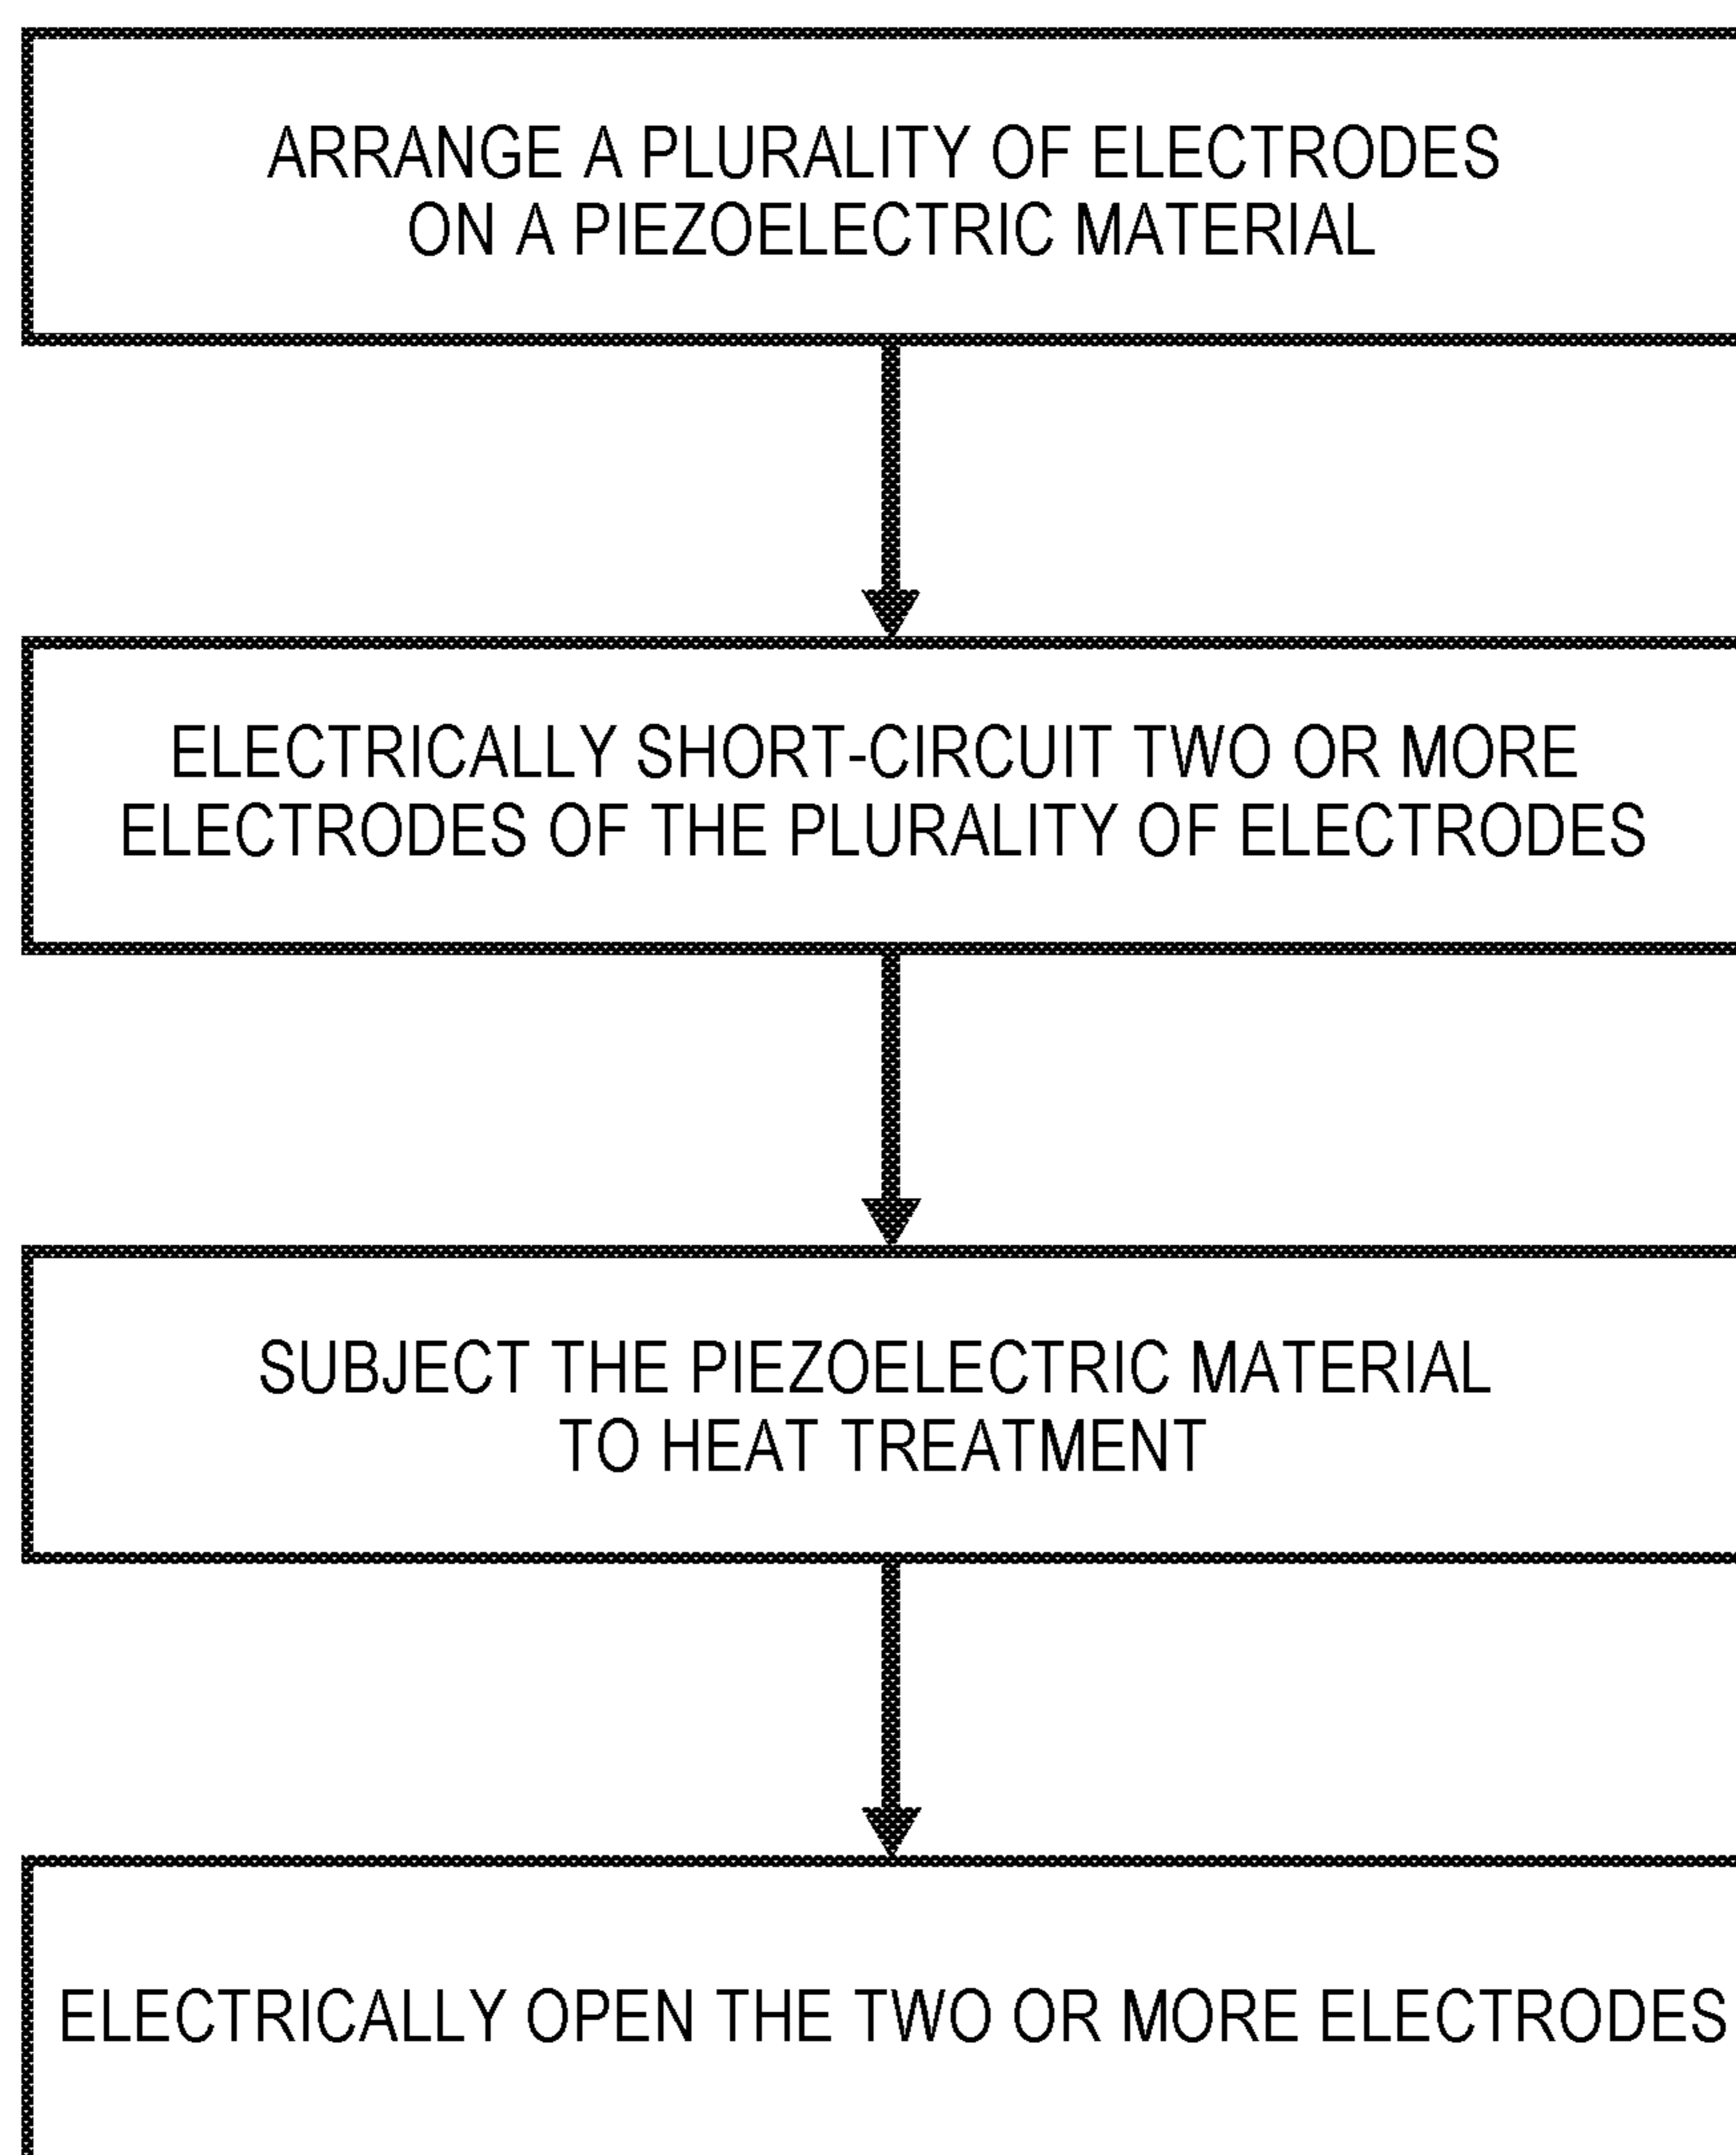 ARRANGE A PLURALITY OF ELECTRODES
ON A PIEZOELECTRIC MATERIAL
ELECTRICALLY SHORT-CIRCUIT TWO OR MORE
ELECTRODES OF THE PLURALITY OF ELECTRODES
SUBJECT THE PIEZOELECTRIC MATERIAL
TO HEAT TREATMENT
ELECTRICALLY OPEN THE TWO OR MORE ELECTRODES